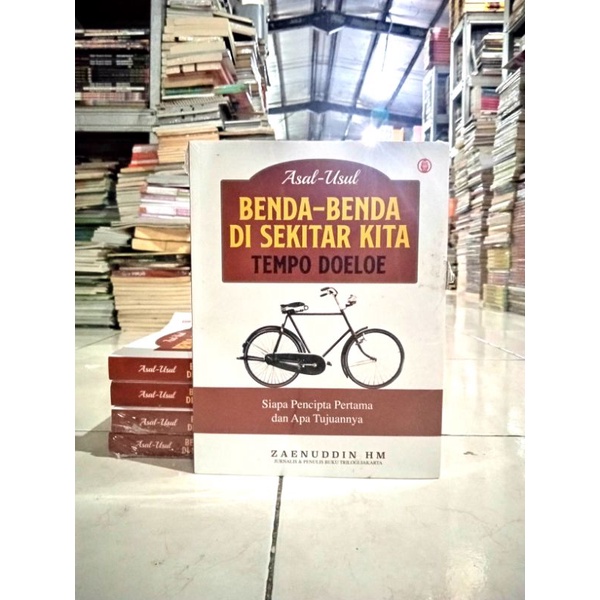 Asal-Usul
BENDA-BENDA
DI SEKITAR KITA
TEMPO DOELOE
Siapa Pencipta Pertama
dan Apa Tujuannya
ZAENUDDIN HM
JURNALIS & PENULIS BUKU TRILOGI JAKARTA
Asal-Usul
Asal-Usul
Asal-Usul
Asal-Usul